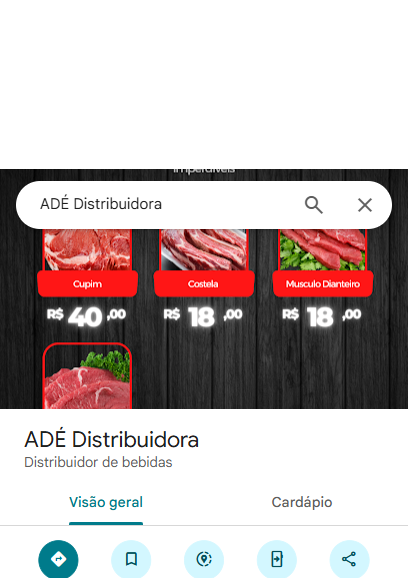 Imperdíveis
ADÉ Distribuidora
Cupim
Costela
Musculo Dianteiro
R$ 40 ,00
R$ 18 ,00
R$ 18 ,00
ADÉ Distribuidora
Distribuidor de bebidas
Visão geral
Cardápio